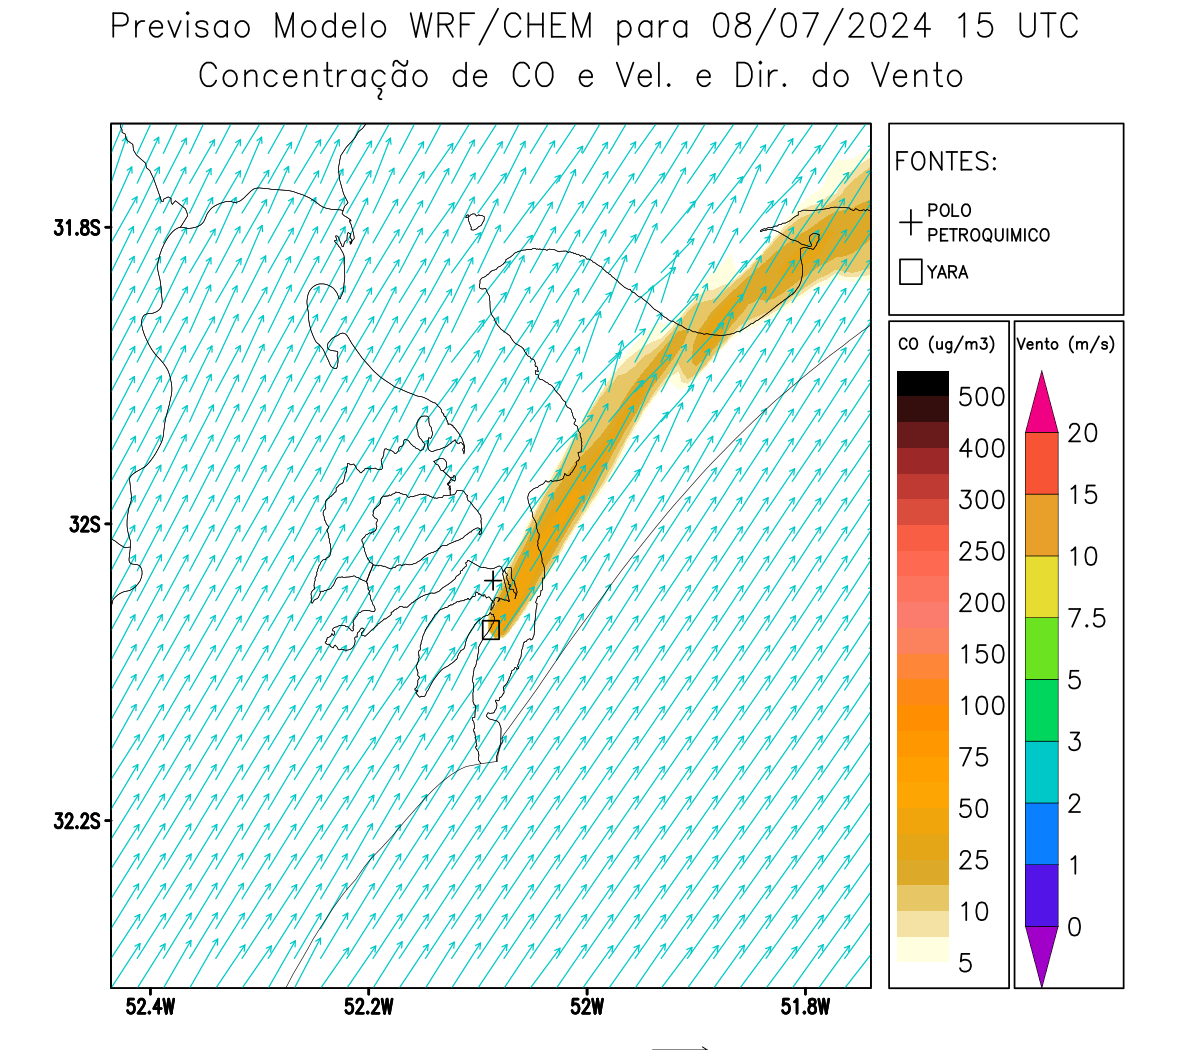 Previsao Modelo WRF/CHEM para 08/07/2024 15 UTC
Concentração de CO e Vel. e Dir. do Vento
FONTES:
POLO
PETROQUIMICO
YARA
31.8S
32S
32.2S
52.4W
52.2W
52W
51.8W
CO (ug/m3)
500
400
300
250
200
150
100
75
50
25
10
5
Vento (m/s)
20
15
10
7.5
5
3
2
1
0